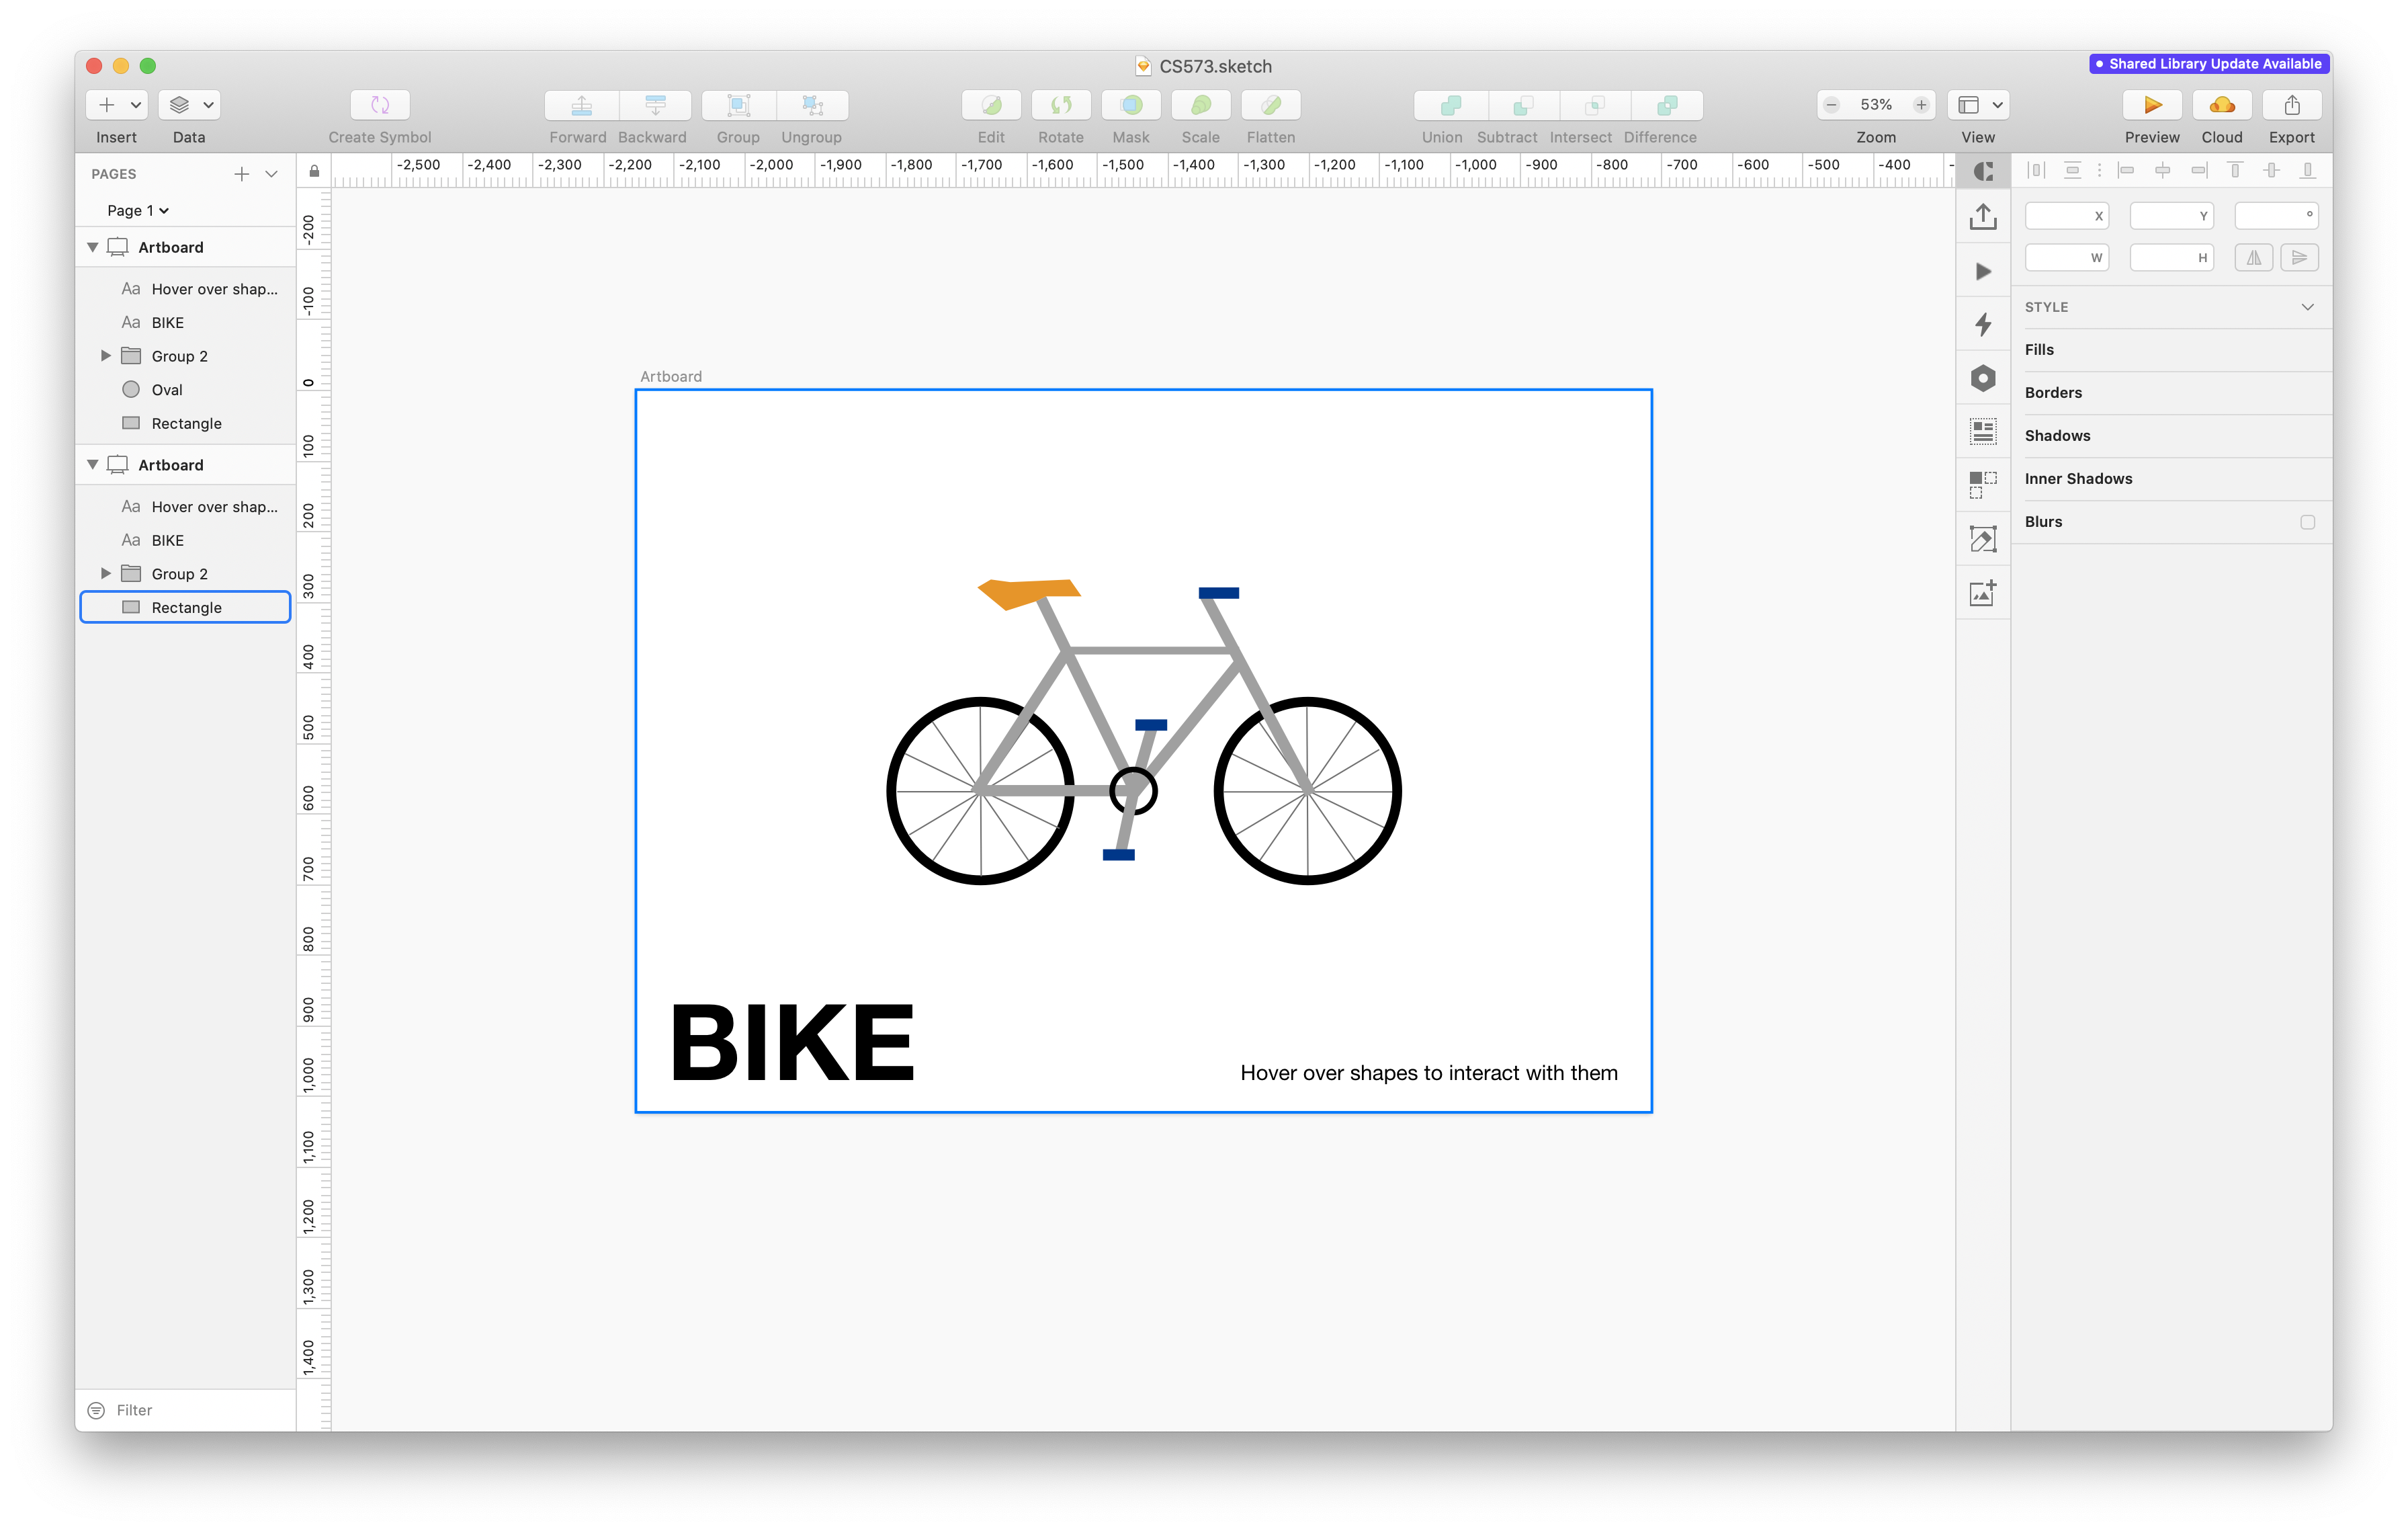 CS573.sketch
Shared Library Update Available
Insert Data Create Symbol Forward Backward Group Ungroup Edit Rotate Mask Scale Flatten Union Subtract Intersect Difference 53% Zoom View Preview Cloud Export
PAGES
Page 1
Artboard
Aa Hover over shap...
Aa BIKE
Group 2
Oval
Rectangle
Artboard
Aa Hover over shap...
Aa BIKE
Group 2
Rectangle
Filter
-2,500 -2,400 -2,300 -2,200 -2,100 -2,000 -1,900 -1,800 -1,700 -1,600 -1,500 -1,400 -1,300 -1,200 -1,100 -1,000 -900 -800 -700 -600 -500 -400 -
-200
-100
0
100
200
300
400
500
600
700
800
900
1,000
1,100
1,200
1,300
1,400
Artboard
BIKE
Hover over shapes to interact with them
X Y °
W H
STYLE
Fills
Borders
Shadows
Inner Shadows
Blurs